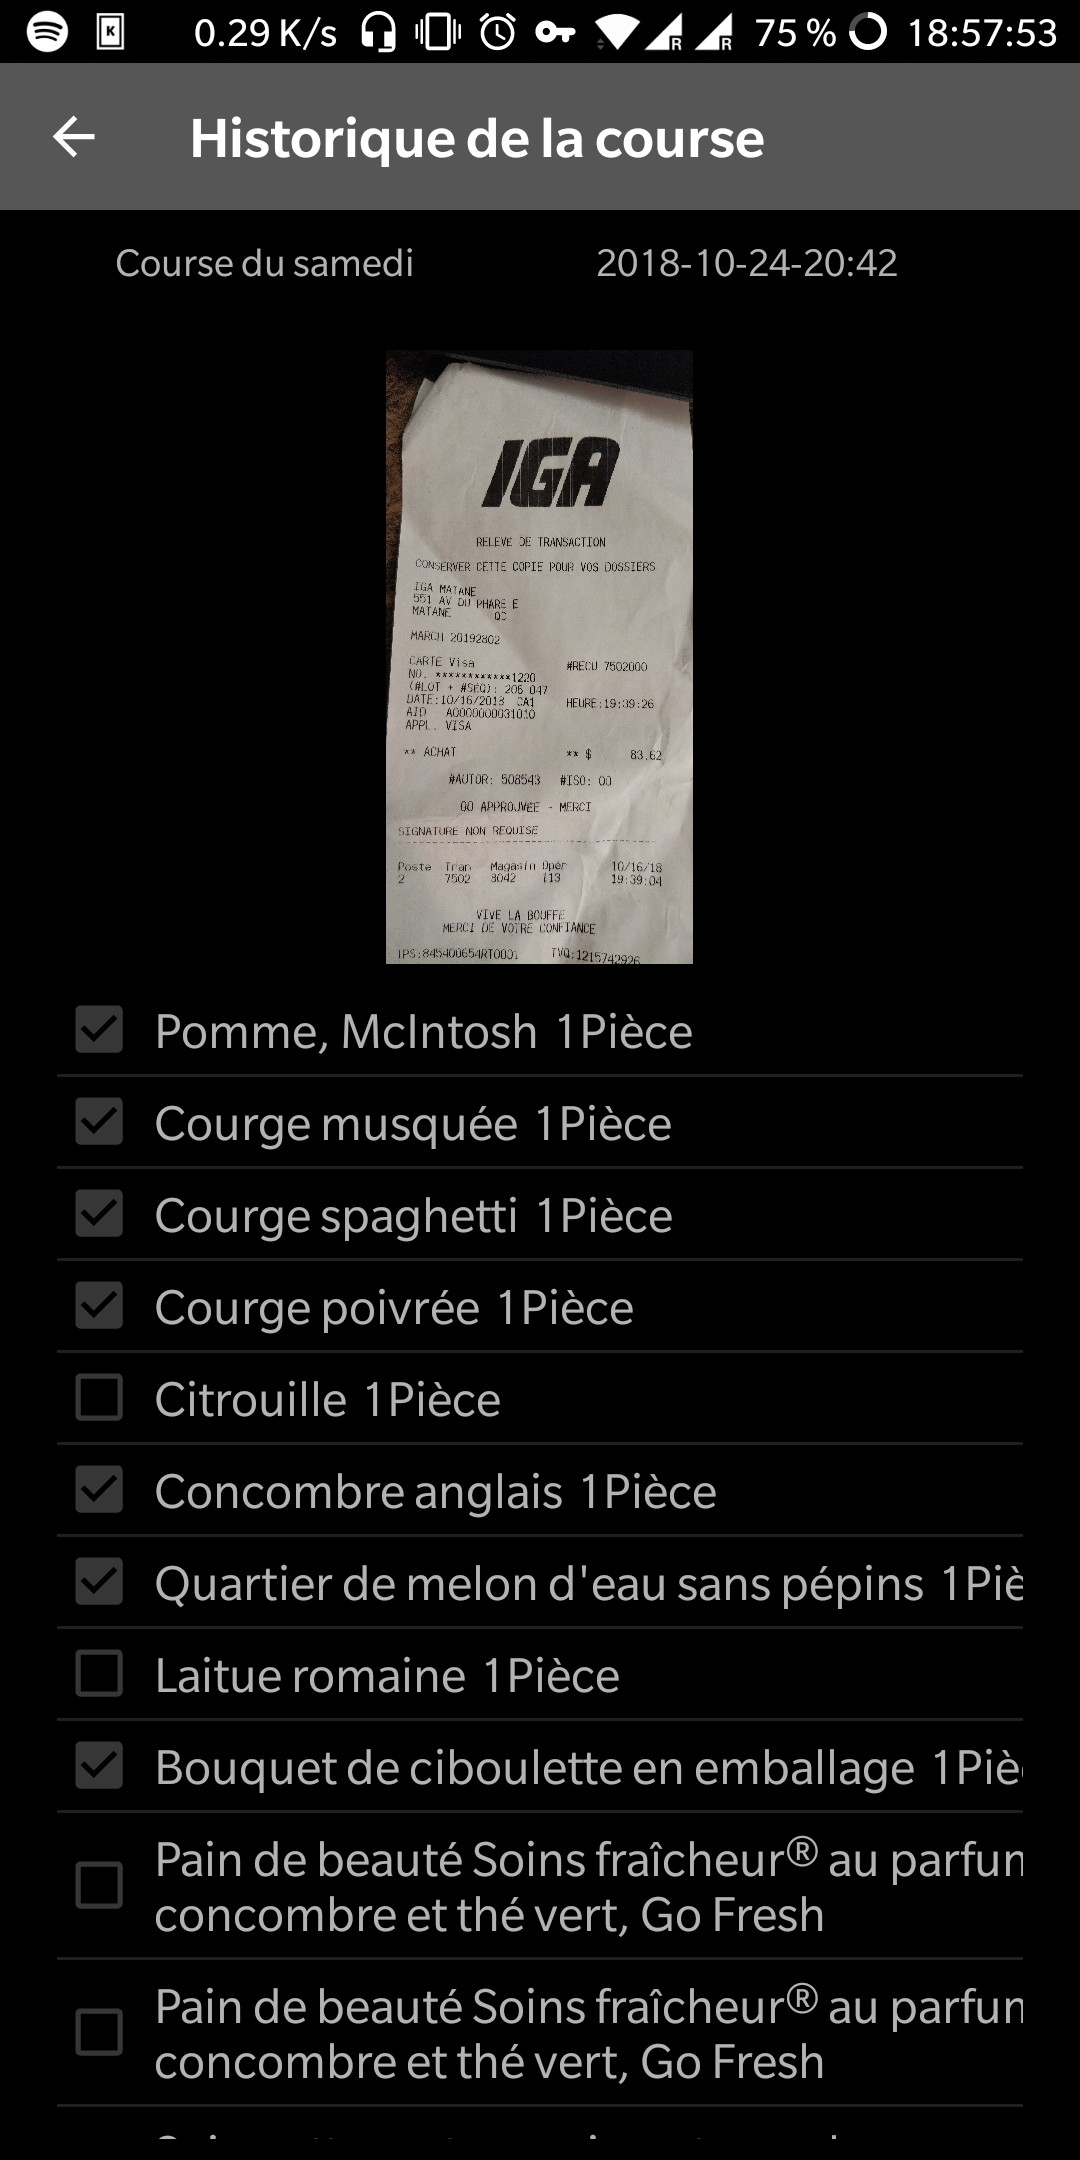 0.29 K/s 75 % 18:57:53
Historique de la course
Course du samedi 2018-10-24-20:42
IGA
RELEVE DE TRANSACTION
CONSERVER CETTE COPIE POUR VOS DOSSIERS
IGA MATANE
551 AV DU PHARE E
MATANE QC
MARCH 20192802
CARTE Visa #RECU 7502000
NO. ************1220
(#LOT + #SEQ): 206 047
DATE:10/16/2018 CA1 HEURE:19:39:26
AID A0000000031010
APPL. VISA
** ACHAT ** $ 83.62
#AUTOR: 508543 #ISO: 00
00 APPROUVEE - MERCI
SIGNATURE NON REQUISE
Poste Tran Magasin Oper 10/16/18
2 7502 8042 113 19:39:04
VIVE LA BOUFFE
MERCI DE VOTRE CONFIANCE
TPS:845400654RT0001 TVQ:1215742926
Pomme, McIntosh 1Pièce
Courge musquée 1Pièce
Courge spaghetti 1Pièce
Courge poivrée 1Pièce
Citrouille 1Pièce
Concombre anglais 1Pièce
Quartier de melon d'eau sans pépins 1Piè
Laitue romaine 1Pièce
Bouquet de ciboulette en emballage 1Piè
Pain de beauté Soins fraîcheur® au parfum
concombre et thé vert, Go Fresh
Pain de beauté Soins fraîcheur® au parfum
concombre et thé vert, Go Fresh